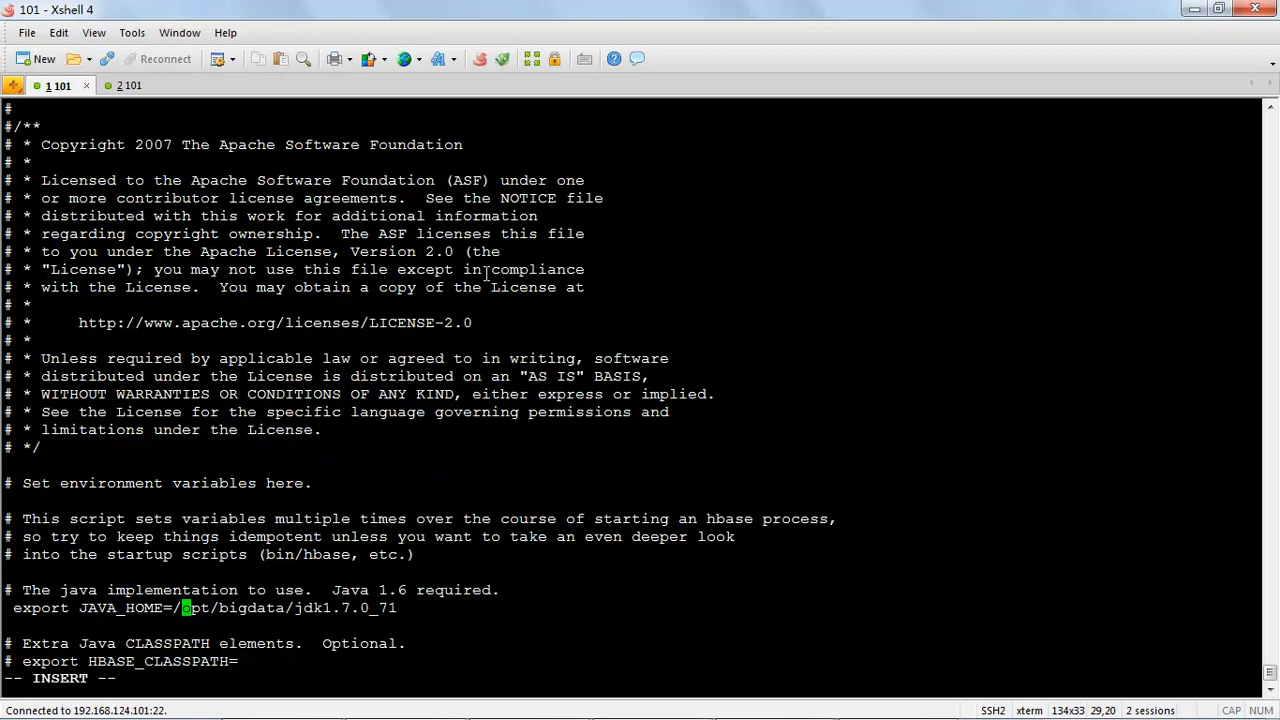 101 - Xshell 4
File Edit View Tools Window Help
New Reconnect
1 101 2 101
#
#/**
# * Copyright 2007 The Apache Software Foundation
# *
# * Licensed to the Apache Software Foundation (ASF) under one
# * or more contributor license agreements.  See the NOTICE file
# * distributed with this work for additional information
# * regarding copyright ownership.  The ASF licenses this file
# * to you under the Apache License, Version 2.0 (the
# * "License"); you may not use this file except in compliance
# * with the License.  You may obtain a copy of the License at
# *
# *     http://www.apache.org/licenses/LICENSE-2.0
# *
# * Unless required by applicable law or agreed to in writing, software
# * distributed under the License is distributed on an "AS IS" BASIS,
# * WITHOUT WARRANTIES OR CONDITIONS OF ANY KIND, either express or implied.
# * See the License for the specific language governing permissions and
# * limitations under the License.
# */
# Set environment variables here.
# This script sets variables multiple times over the course of starting an hbase process,
# so try to keep things idempotent unless you want to take an even deeper look
# into the startup scripts (bin/hbase, etc.)
# The java implementation to use.  Java 1.6 required.
export JAVA_HOME=/opt/bigdata/jdk1.7.0_71
# Extra Java CLASSPATH elements.  Optional.
# export HBASE_CLASSPATH=
-- INSERT --
Connected to 192.168.124.101:22. SSH2 xterm 134x33 29,20 2 sessions CAP NUM